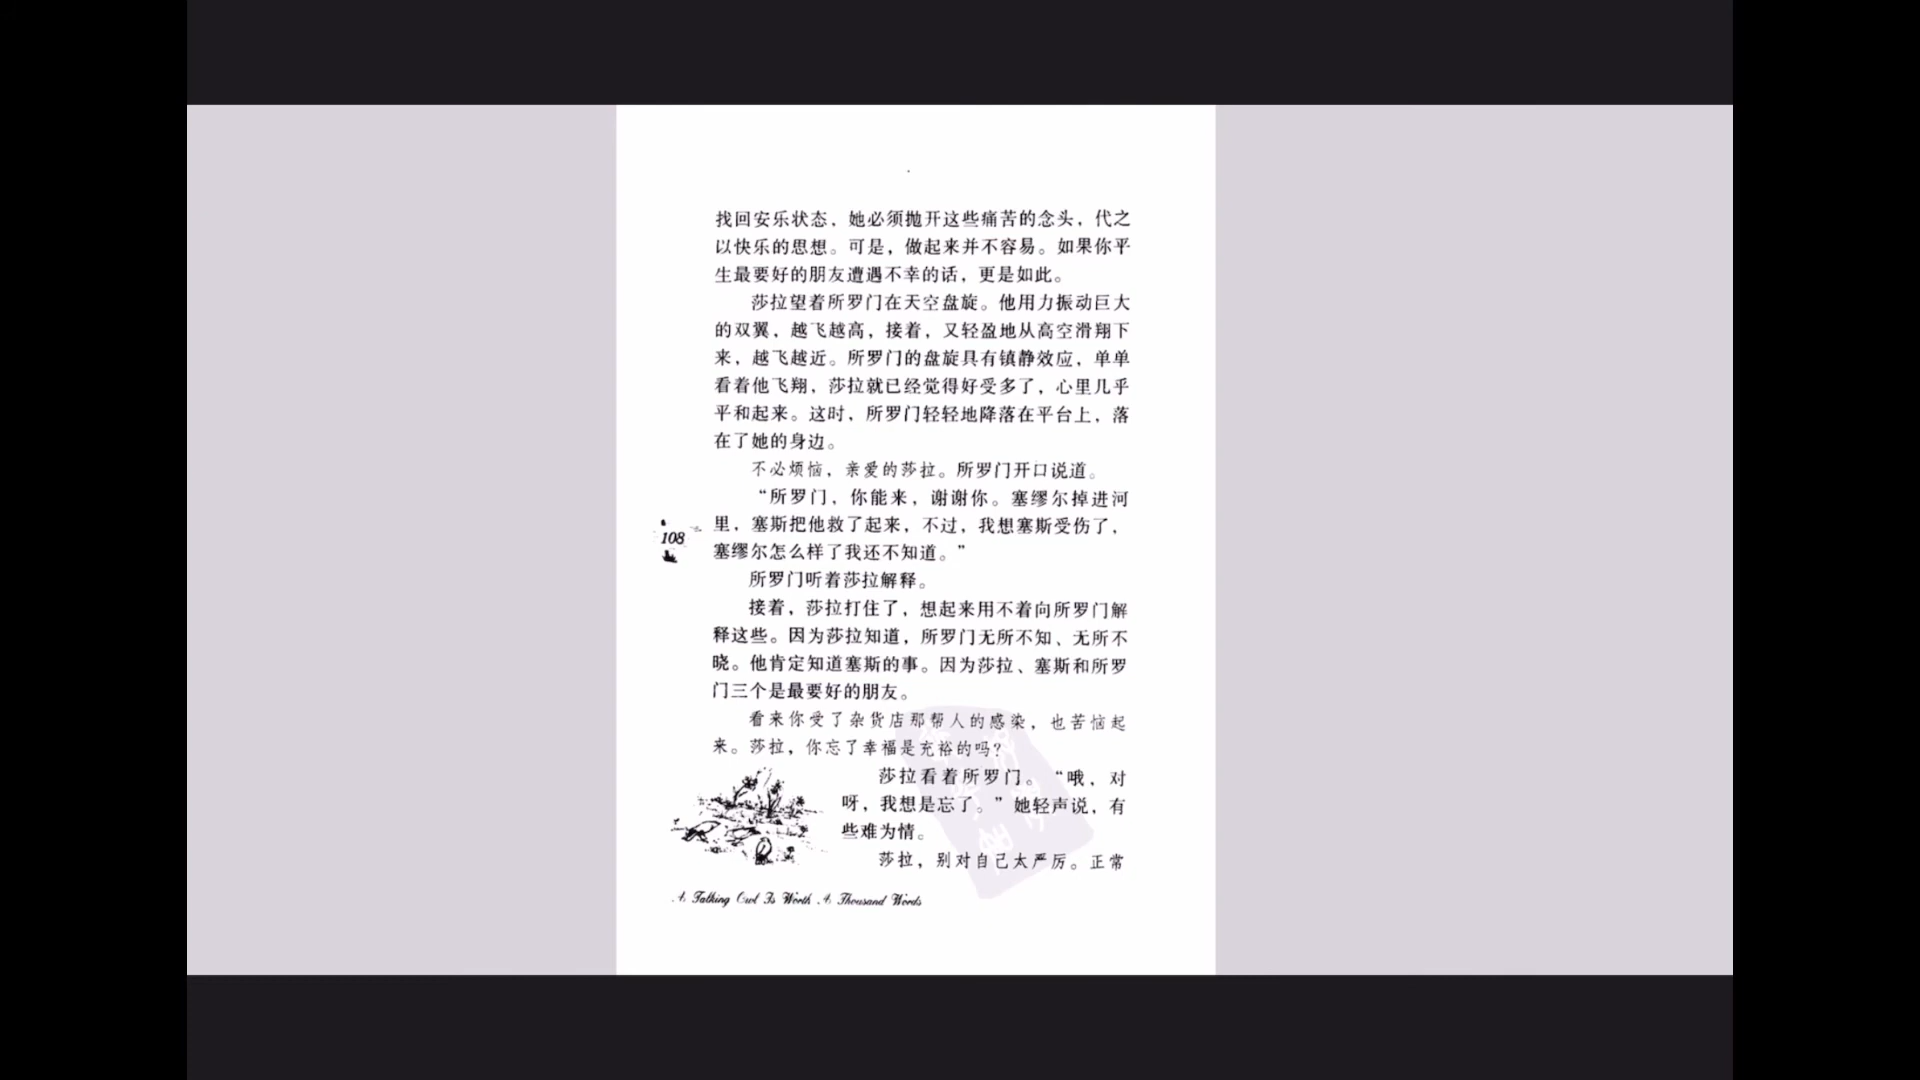 找回安乐状态，她必须抛开这些痛苦的念头，代之
以快乐的思想。可是，做起来并不容易。如果你平
生最要好的朋友遭遇不幸的话，更是如此。
莎拉望着所罗门在天空盘旋。他用力振动巨大
的双翼，越飞越高，接着，又轻盈地从高空滑翔下
来，越飞越近。所罗门的盘旋具有镇静效应，单单
看着他飞翔，莎拉就已经觉得好受多了，心里几乎
平和起来。这时，所罗门轻轻地降落在平台上，落
在了她的身边。
不必烦恼，亲爱的莎拉。所罗门开口说道。
“所罗门，你能来，谢谢你。塞缪尔掉进河
里，塞斯把他救了起来，不过，我想塞斯受伤了，
塞缪尔怎么样了我还不知道。”
108
所罗门听着莎拉解释。
接着，莎拉打住了，想起来用不着向所罗门解
释这些。因为莎拉知道，所罗门无所不知、无所不
晓。他肯定知道塞斯的事。因为莎拉、塞斯和所罗
门三个是最要好的朋友。
看来你受了杂货店那帮人的感染，也苦恼起
来。莎拉，你忘了幸福是充裕的吗？
莎拉看着所罗门。“哦，对
呀，我想是忘了。”她轻声说，有
些难为情。
莎拉，别对自己太严厉。正常
A Talking Owl Is Worth A Thousand Words